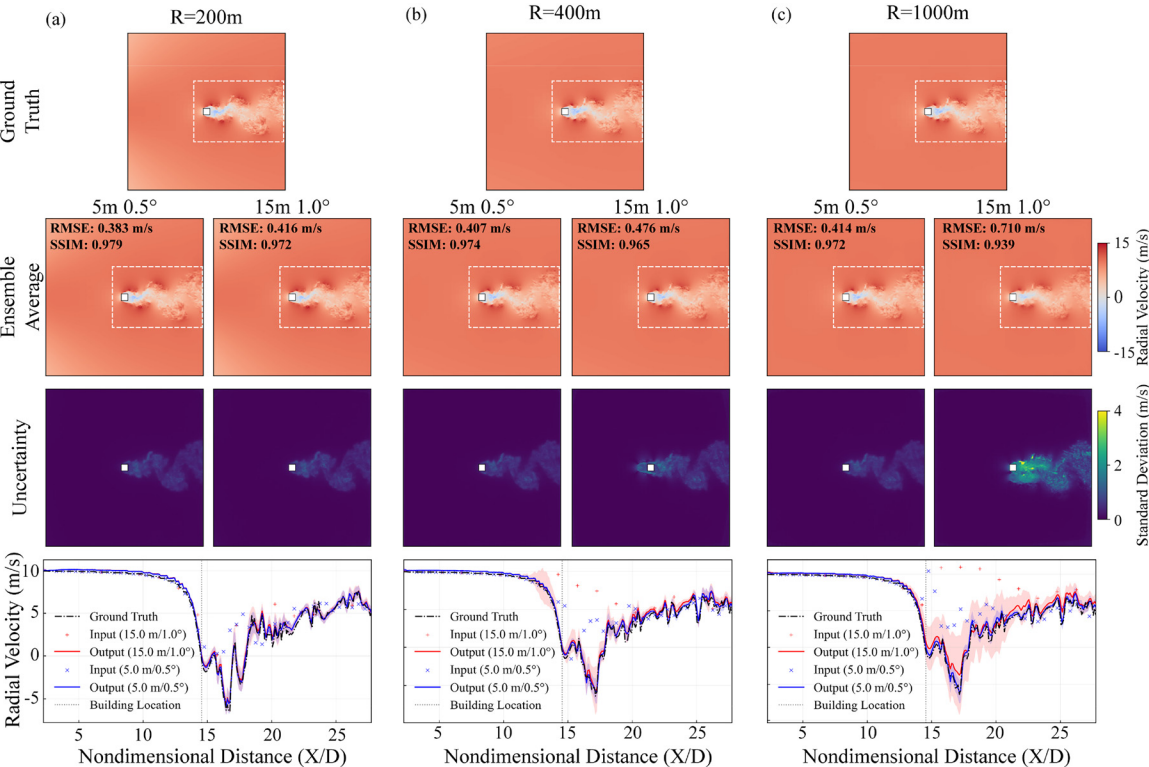 (a) R=200m (b) R=400m (c) R=1000m
Ground
Truth
5m 0.5° 15m 1.0° 5m 0.5° 15m 1.0° 5m 0.5° 15m 1.0°
RMSE: 0.383 m/s RMSE: 0.416 m/s RMSE: 0.407 m/s RMSE: 0.476 m/s RMSE: 0.414 m/s RMSE: 0.710 m/s
SSIM: 0.979 SSIM: 0.972 SSIM: 0.974 SSIM: 0.965 SSIM: 0.972 SSIM: 0.939
Ensemble
Average
15
0
-15
Radial Velocity (m/s)
Uncertainty
4
2
0
Standard Deviation (m/s)
Radial Velocity (m/s)
10
5
0
-5
Ground Truth
Input (15.0 m/1.0°)
Output (15.0 m/1.0°)
Input (5.0 m/0.5°)
Output (5.0 m/0.5°)
Building Location
5 10 15 20 25
Nondimensional Distance (X/D)
Ground Truth
Input (15.0 m/1.0°)
Output (15.0 m/1.0°)
Input (5.0 m/0.5°)
Output (5.0 m/0.5°)
Building Location
5 10 15 20 25
Nondimensional Distance (X/D)
Ground Truth
Input (15.0 m/1.0°)
Output (15.0 m/1.0°)
Input (5.0 m/0.5°)
Output (5.0 m/0.5°)
Building Location
5 10 15 20 25
Nondimensional Distance (X/D)